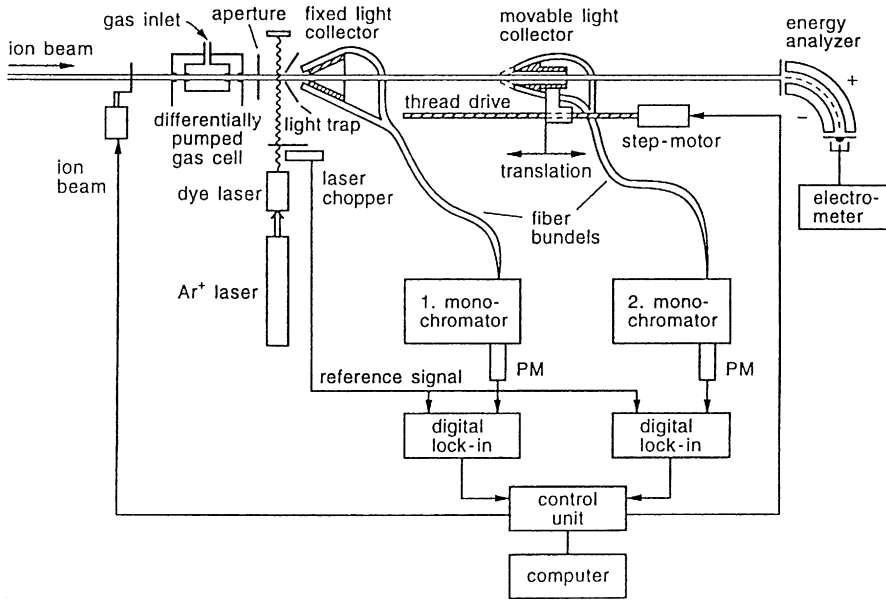 gas inlet
aperture
fixed light
collector
movable light
collector
energy
analyzer
ion beam
+
-
differentially
pumped
gas cell
light trap
thread drive
step-motor
translation
ion
beam
dye laser
laser
chopper
fiber
bundels
electro-
meter
Ar+ laser
1. mono-
chromator
2. mono-
chromator
PM
PM
reference signal
digital
lock-in
digital
lock-in
control
unit
computer